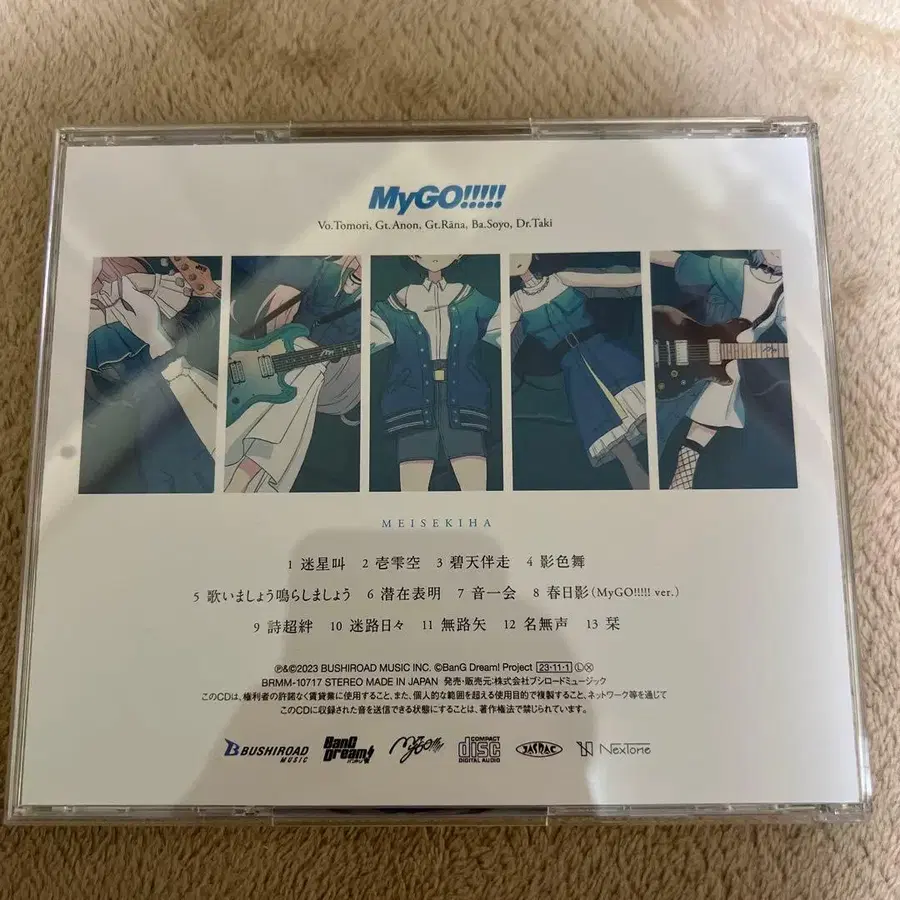 MyGO!!!!!
Vo.Tomori, Gt.Anon, Gt.Rāna, Ba.Soyo, Dr.Taki
MEISEKIHA
1 迷星叫 2 壱雫空 3 碧天伴走 4 影色舞
5 歌いましょう鳴らしましょう 6 潜在表明 7 音一会 8 春日影(MyGO!!!!! ver.)
9 詩超絆 10 迷路日々 11 無路矢 12 名無声 13 栞
Ⓟ&©2023 BUSHIROAD MUSIC INC. ©BanG Dream! Project 23・11・1 Ⓛ Ⓧ
BRMM-10717 STEREO MADE IN JAPAN 発売・販売元:株式会社ブシロードミュージック
このCDは、権利者の許諾なく賃貸業に使用すること、また、個人的な範囲を超える使用目的で複製すること、ネットワーク等を通じて
このCDに収録された音を送信できる状態にすることは、著作権法で禁じられています。
BUSHIROAD MUSIC BanG Dream! バンドリ! MyGO!!!!! COMPACT disc DIGITAL AUDIO JASRAC N NexTone